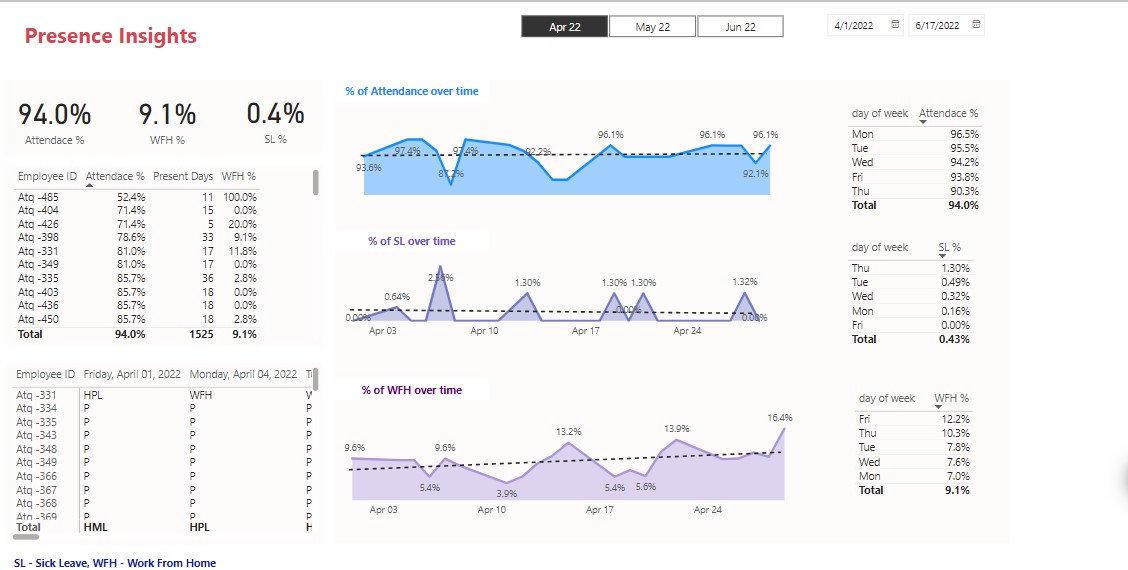 Presence Insights
Apr 22 May 22 Jun 22
4/1/2022 6/17/2022
94.0% 9.1% 0.4%
Attendace % WFH % SL %
Employee ID Attendace % Present Days WFH %
Atq -485 52.4% 11 100.0%
Atq -404 71.4% 15 0.0%
Atq -426 71.4% 5 20.0%
Atq -398 78.6% 33 9.1%
Atq -331 81.0% 17 11.8%
Atq -349 81.0% 17 0.0%
Atq -335 85.7% 36 2.8%
Atq -403 85.7% 18 0.0%
Atq -436 85.7% 18 0.0%
Atq -450 85.7% 18 2.8%
Total 94.0% 1525 9.1%
Employee ID Friday, April 01, 2022 Monday, April 04, 2022
Atq -331 HPL WFH
Atq -334 P P P
Atq -335 P P P
Atq -343 P P P
Atq -348 P P P
Atq -349 P P P
Atq -366 P P P
Atq -367 P P P
Atq -368 P P P
Atq -369 P P P
Total HML HPL H
SL - Sick Leave, WFH - Work From Home
% of Attendance over time
93.6% 97.4% 87.2% 97.4% 92.2% 96.1% 96.1% 92.1% 96.1%
% of SL over time
0.00% 0.64% 2.56% 1.30% 1.30% 0.00% 1.30% 1.32% 0.00%
Apr 03 Apr 10 Apr 17 Apr 24
% of WFH over time
9.6% 5.4% 9.6% 3.9% 13.2% 5.4% 5.6% 13.9% 16.4%
Apr 03 Apr 10 Apr 17 Apr 24
day of week Attendace %
Mon 96.5%
Tue 95.5%
Wed 94.2%
Fri 93.8%
Thu 90.3%
Total 94.0%
day of week SL %
Thu 1.30%
Tue 0.49%
Wed 0.32%
Mon 0.16%
Fri 0.00%
Total 0.43%
day of week WFH %
Fri 12.2%
Thu 10.3%
Tue 7.8%
Wed 7.6%
Mon 7.0%
Total 9.1%